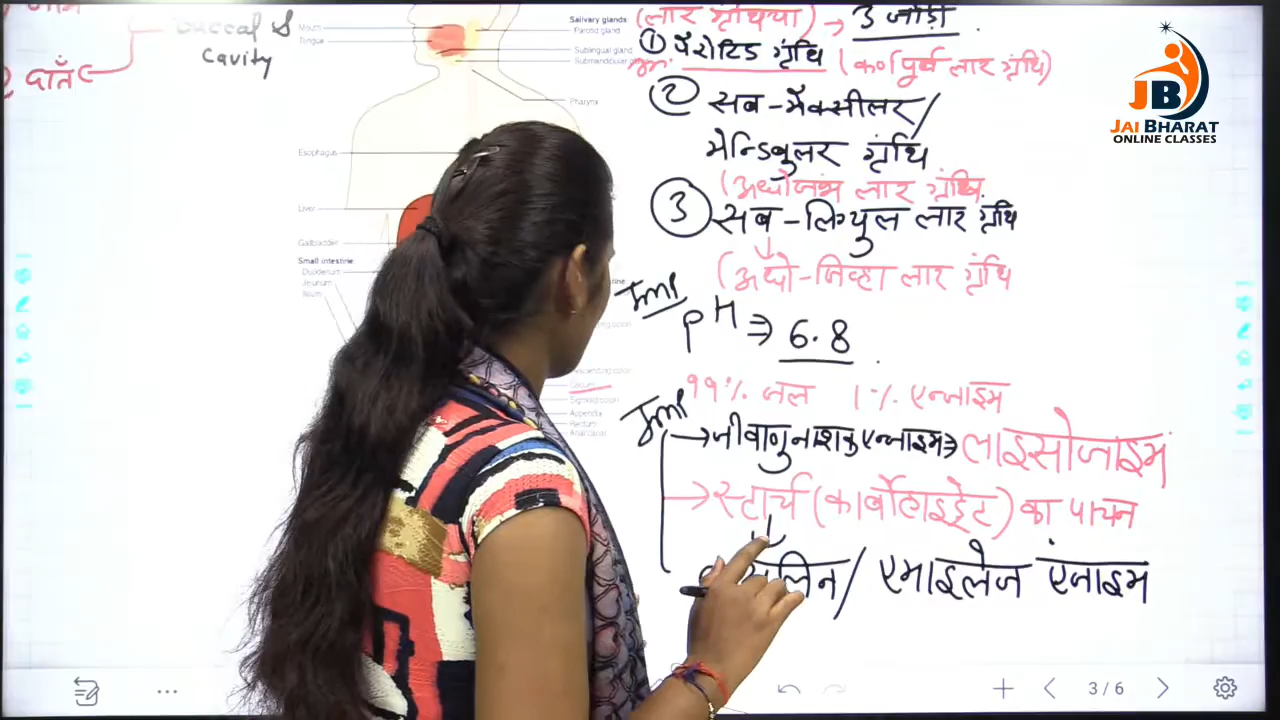 Buccal
Cavity
दाँत
Mouth
Tongue
Esophagus
Liver
Gallbladder
Small intestine
Duodenum
Jejunum
Ileum
Salivary glands
Parotid gland
Sublingual gland
Submandibular
Pharynx
Cecum
Sigmoid colon
Appendix
Rectum
Anal canal
(लार ग्रंथियाँ) → 3 जोड़ी
① पैरोटिड ग्रंथि (कर्णपूर्व लार ग्रंथि)
② सब-मैक्सीलर/
मेन्डिबुलर ग्रंथि
(अधोजंभ लार ग्रंथि
③ सब-लिंगुल लार ग्रंथि
(अधो-जिव्हा लार ग्रंथि
Imp
pH ⇒ 6.8
99% जल 1% एन्जाइम
Imp
→ जीवाणुनाशक एन्जाइम ⇒ लाइसोजाइम
→ स्टार्च (कार्बोहाइड्रेट) का पाचन
एमाइलेज एंजाइम
JB
JAI BHARAT
ONLINE CLASSES
3/6